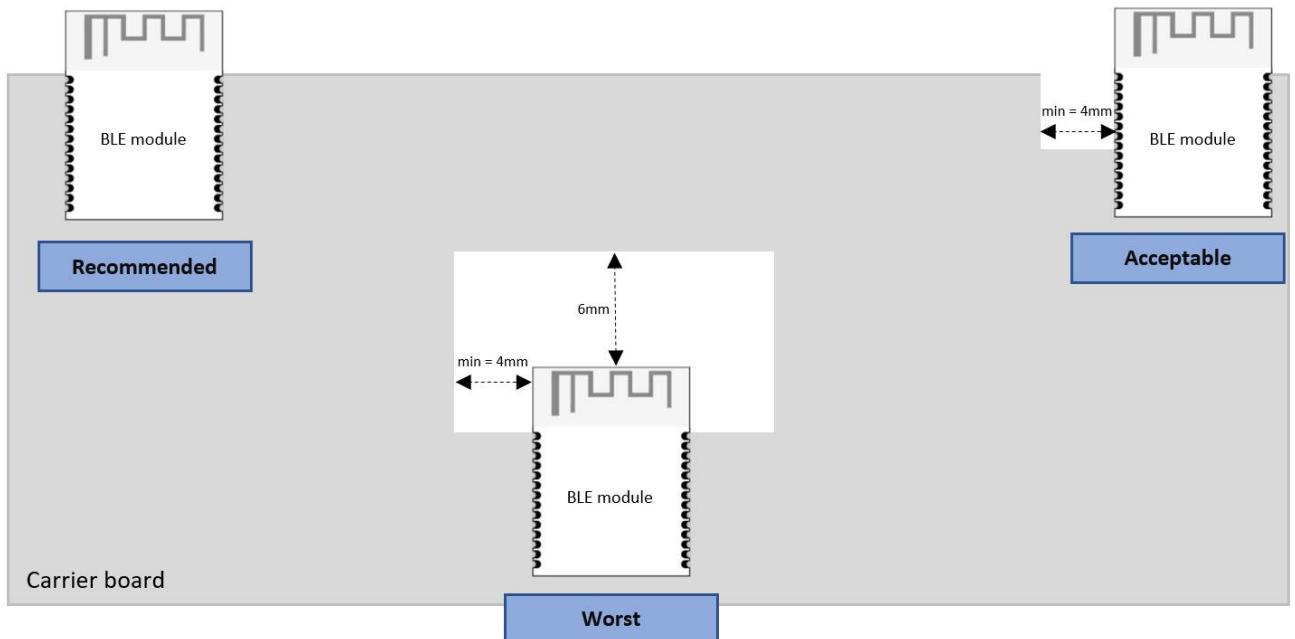 BLE module
Recommended
min = 4mm
BLE module
Acceptable
6mm
min = 4mm
BLE module
Carrier board
Worst